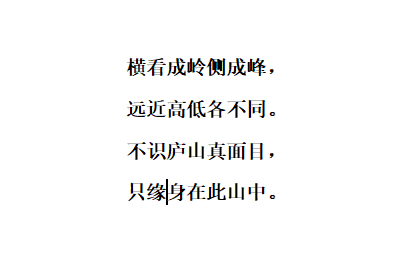 横看成岭侧成峰，
远近高低各不同。
不识庐山真面目，
只缘身在此山中。